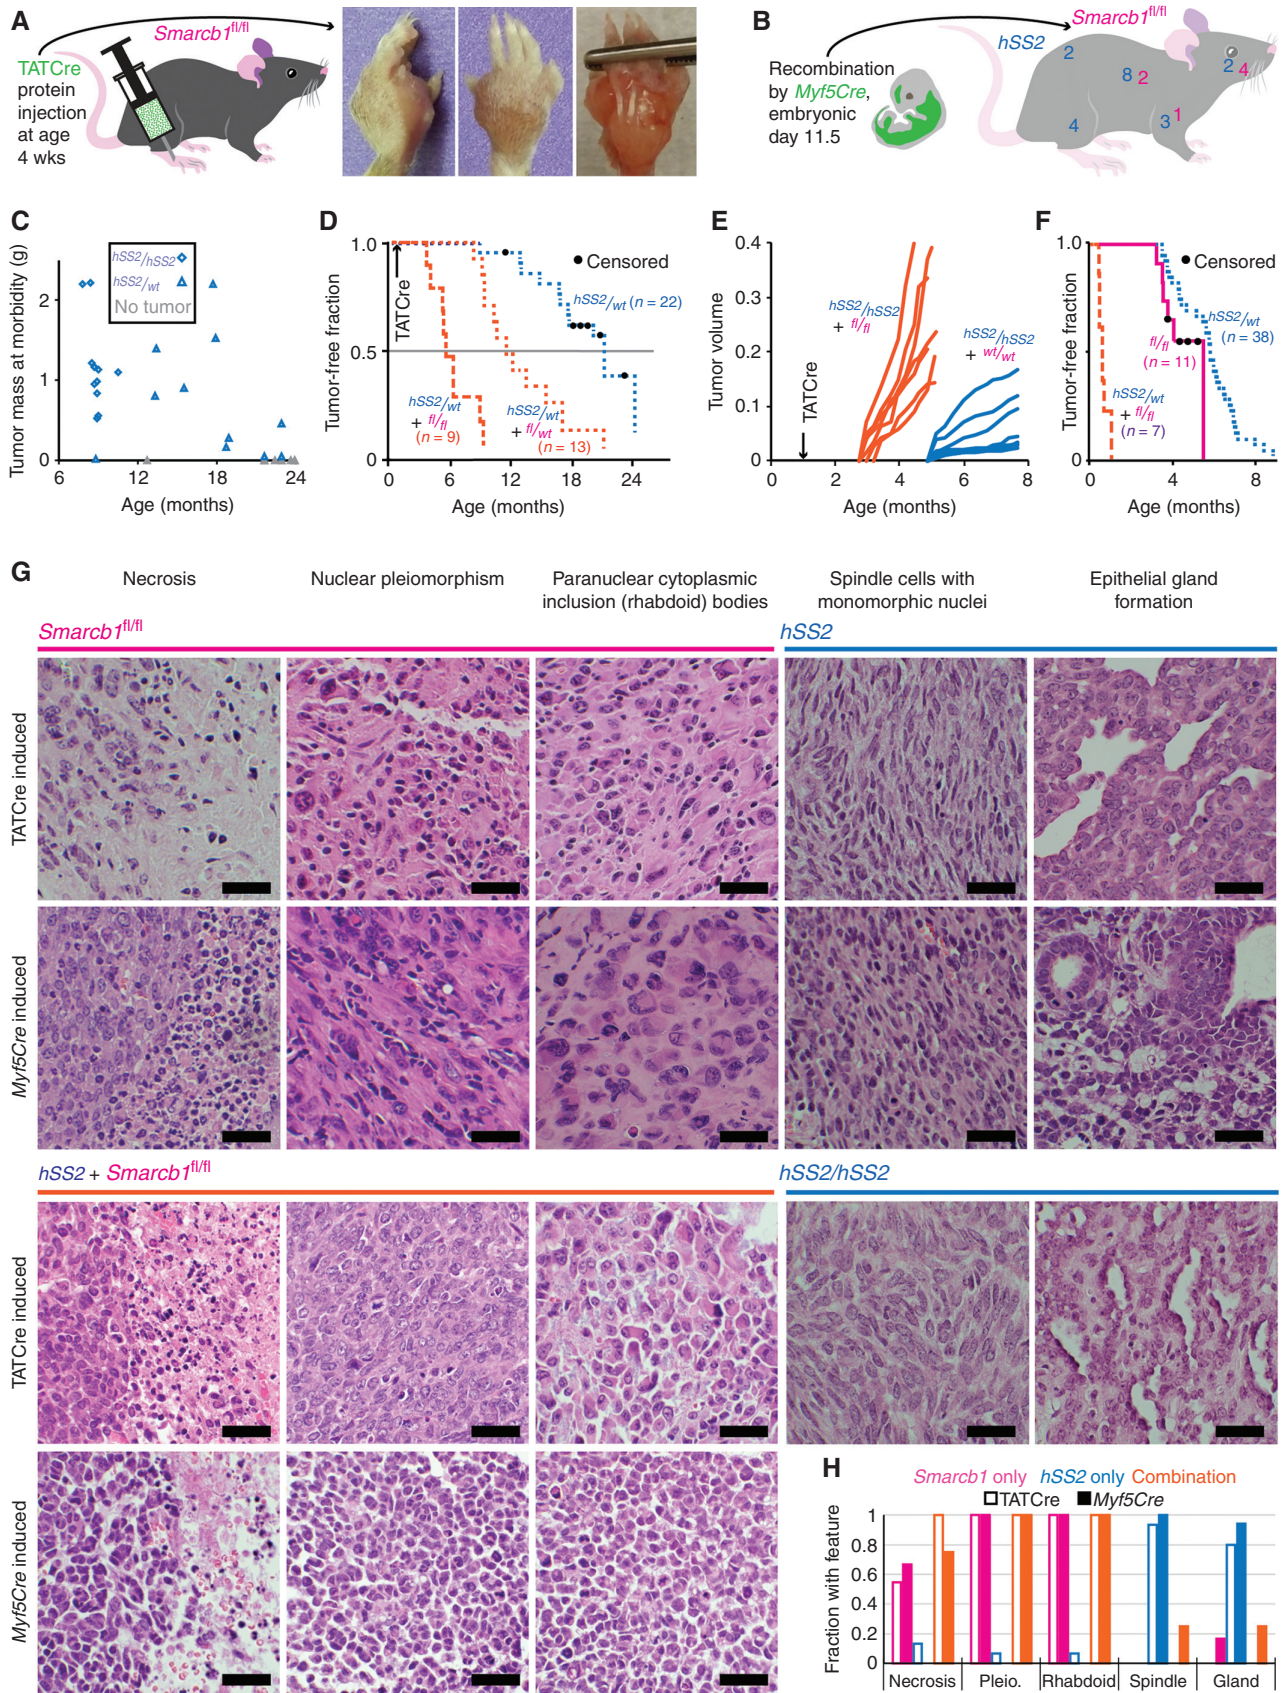 A
Smarcb1fl/fl
TATCre
protein
injection
at age
4 wks
B
Smarcb1fl/fl
hSS2
Recombination
by Myf5Cre,
embryonic
day 11.5
2
8 2
2 4
4
3 1
C
Tumor mass at morbidity (g)
hSS2/hSS2
hSS2/wt
No tumor
2
1
0
6 12 18 24
Age (months)
D
Tumor-free fraction
1.0
0.5
0
TATCre
Censored
hSS2/wt (n = 22)
hSS2/wt
+ fl/fl
(n = 9)
hSS2/wt
+ fl/wt
(n = 13)
0 6 12 18 24
Age (months)
E
Tumor volume
0.4
0.3
0.2
0.1
0
TATCre
hSS2/hSS2
+ fl/fl
hSS2/hSS2
+ wt/wt
0 2 4 6 8
Age (months)
F
Tumor-free fraction
1.0
0.5
0
Censored
hSS2/wt
(n = 38)
fl/fl
(n = 11)
hSS2/wt
+ fl/fl
(n = 7)
0 4 8
Age (months)
G
Necrosis
Nuclear pleiomorphism
Paranuclear cytoplasmic
inclusion (rhabdoid) bodies
Spindle cells with
monomorphic nuclei
Epithelial gland
formation
Smarcb1fl/fl
hSS2
TATCre induced
Myf5Cre induced
hSS2 + Smarcb1fl/fl
hSS2/hSS2
TATCre induced
Myf5Cre induced
H
Smarcb1 only hSS2 only Combination
TATCre Myf5Cre
Fraction with feature
1
0.8
0.6
0.4
0.2
0
Necrosis Pleio. Rhabdoid Spindle Gland